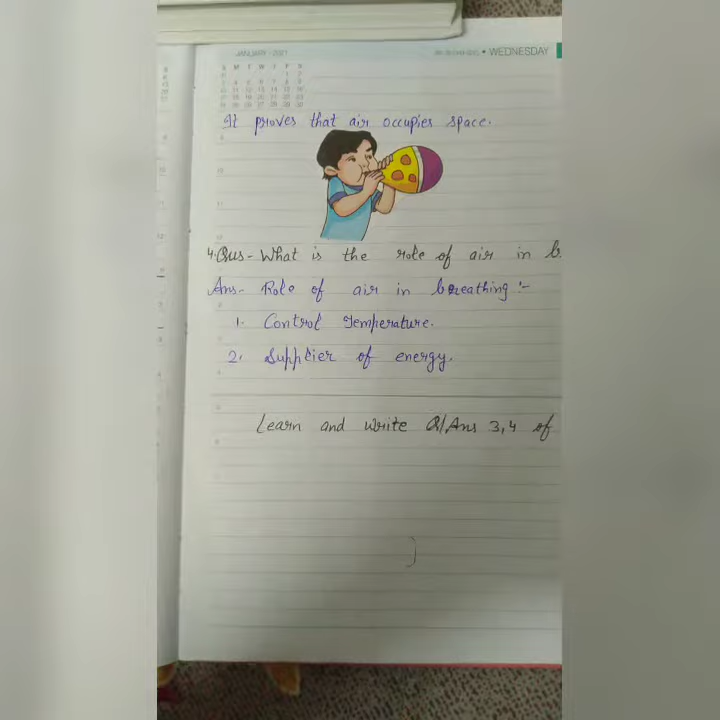 JANUARY - 2021
WEDNESDAY
It proves that air occupies space.
4. Qus- What is the role of air in b
Ans- Role of air in breathing :-
1. Control Temperature.
2. Supplier of energy.
Learn and write Q/Ans 3,4 of